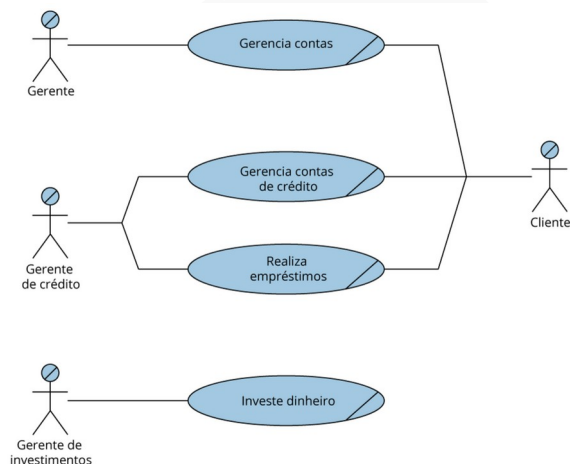 Gerencia contas
Gerente
Gerencia contas
de crédito
Cliente
Gerente
de crédito
Realiza
empréstimos
Investe dinheiro
Gerente de
investimentos